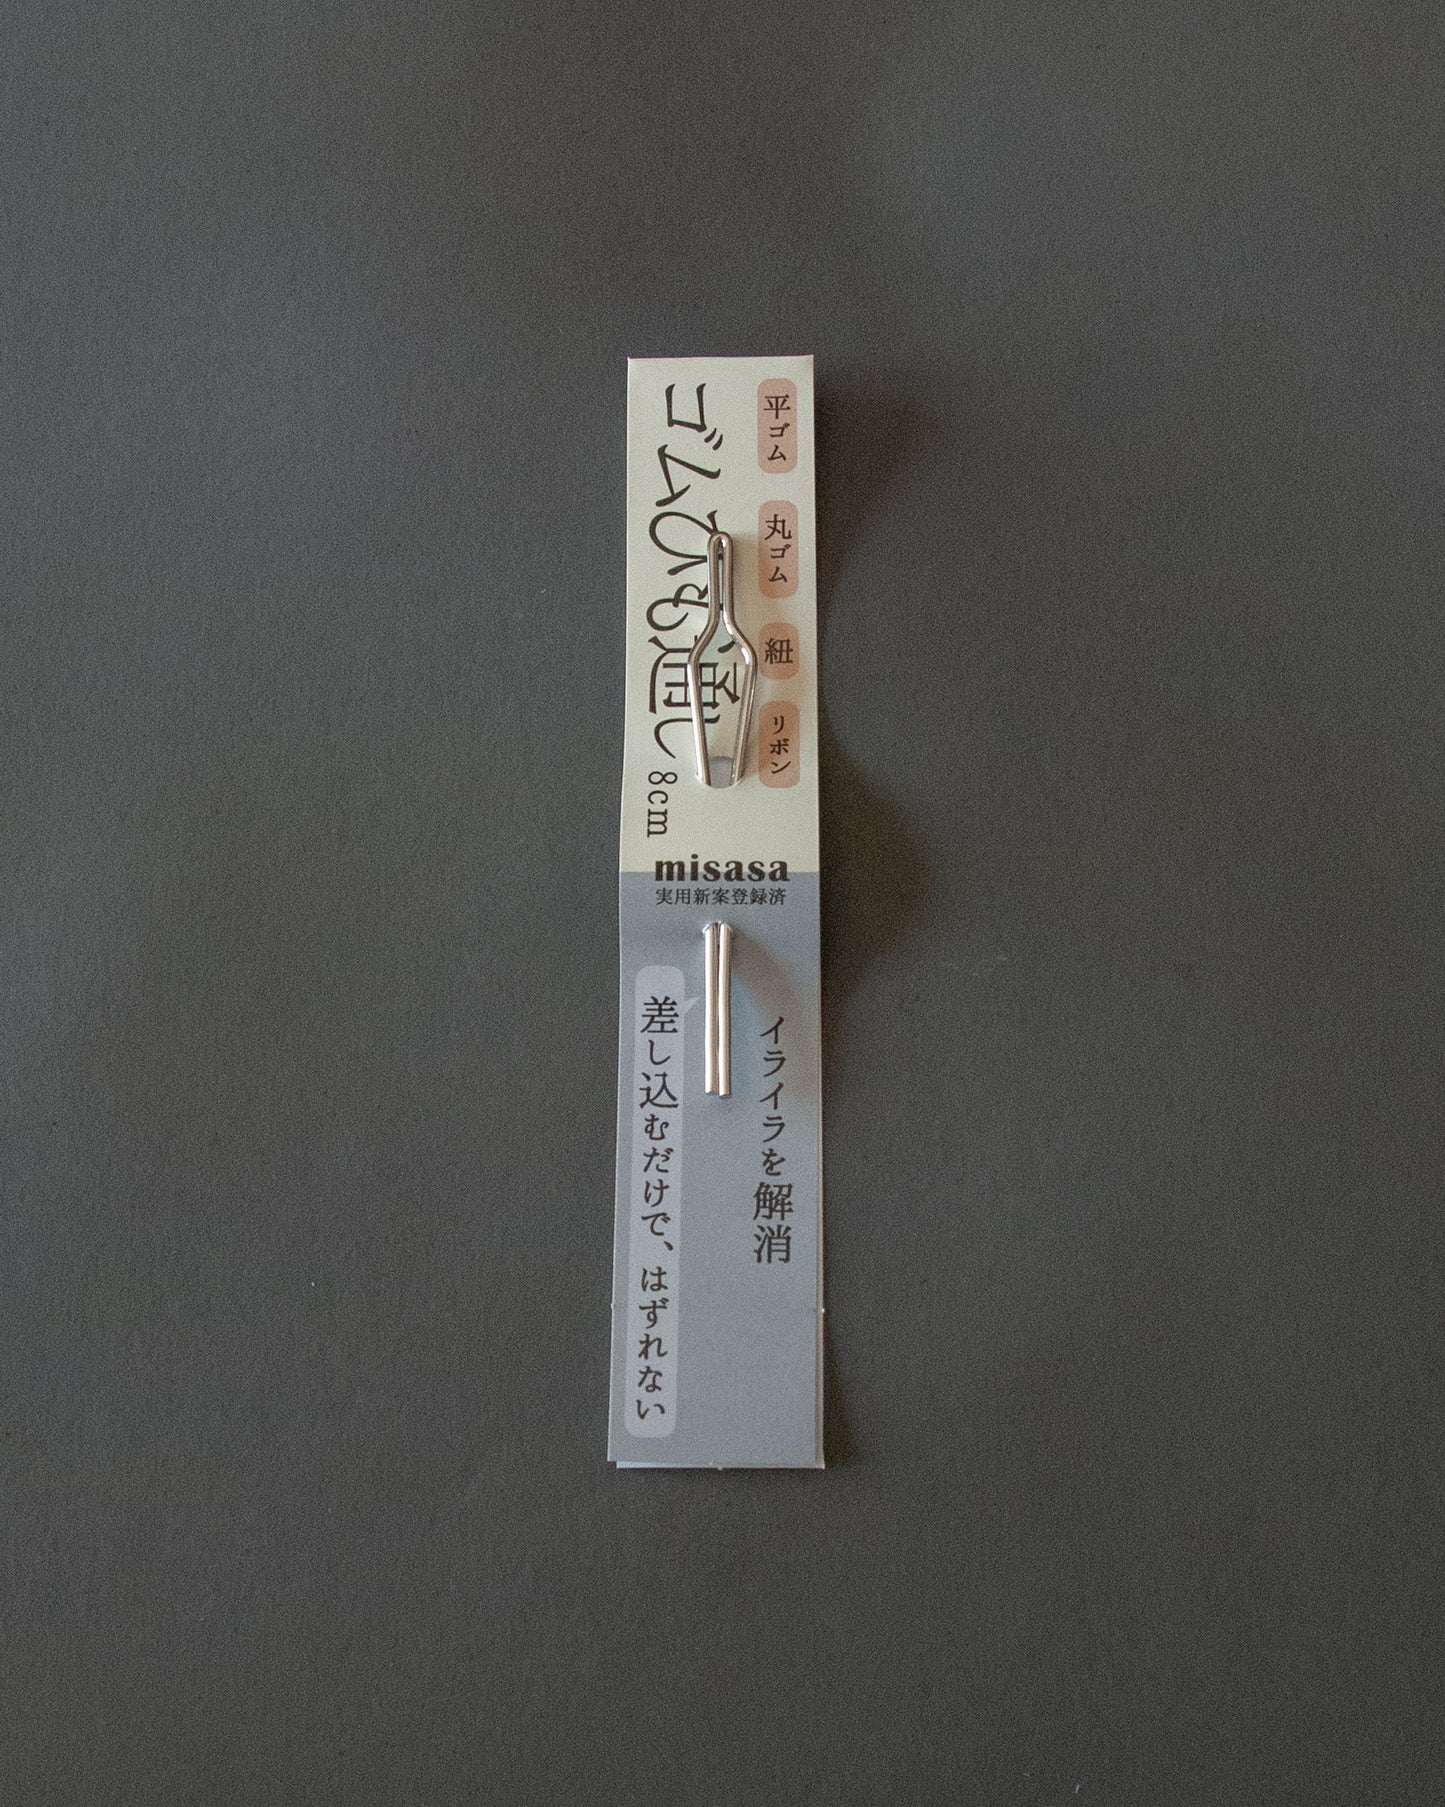 平ゴム
丸ゴム
紐
リボン
ゴムひも通し 8cm
misasa
実用新案登録済
イライラを解消
差し込むだけで、はずれない